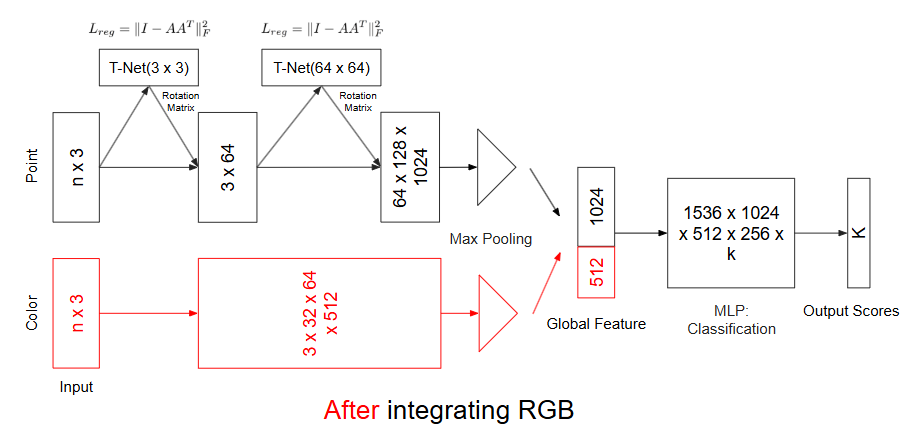 L_{reg} = ||I − AA^T||_F^2
L_{reg} = ||I − AA^T||_F^2
T-Net(3 x 3)
T-Net(64 x 64)
Rotation
Matrix
Rotation
Matrix
Point
n x 3
3 x 64
64 x 128 x
1024
Max Pooling
1024
512
Global Feature
1536 x 1024
x 512 x 256 x
k
MLP:
Classification
K
Output Scores
Color
n x 3
3 x 32 x 64
x 512
Input
After integrating RGB